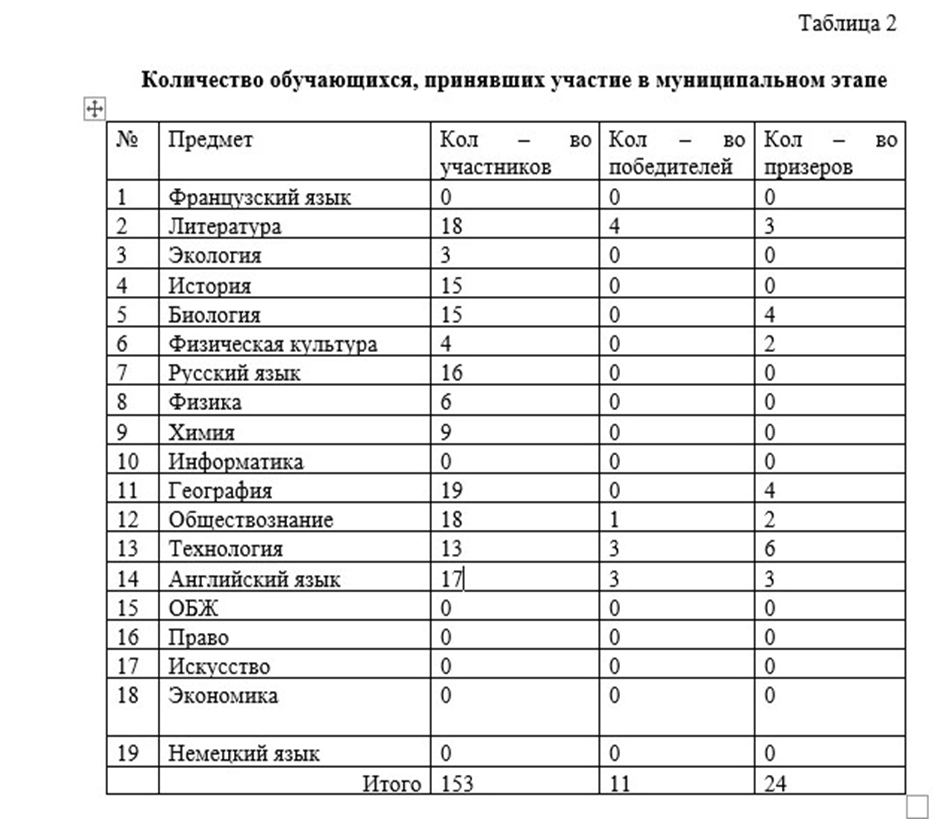 Таблица 2
Количество обучающихся, принявших участие в муниципальном этапе
№ Предмет Кол – во участников Кол – во победителей Кол – во призеров
1 Французский язык 0 0 0
2 Литература 18 4 3
3 Экология 3 0 0
4 История 15 0 0
5 Биология 15 0 4
6 Физическая культура 4 0 2
7 Русский язык 16 0 0
8 Физика 6 0 0
9 Химия 9 0 0
10 Информатика 0 0 0
11 География 19 0 4
12 Обществознание 18 1 2
13 Технология 13 3 6
14 Английский язык 17 3 3
15 ОБЖ 0 0 0
16 Право 0 0 0
17 Искусство 0 0 0
18 Экономика 0 0 0
19 Немецкий язык 0 0 0
Итого 153 11 24